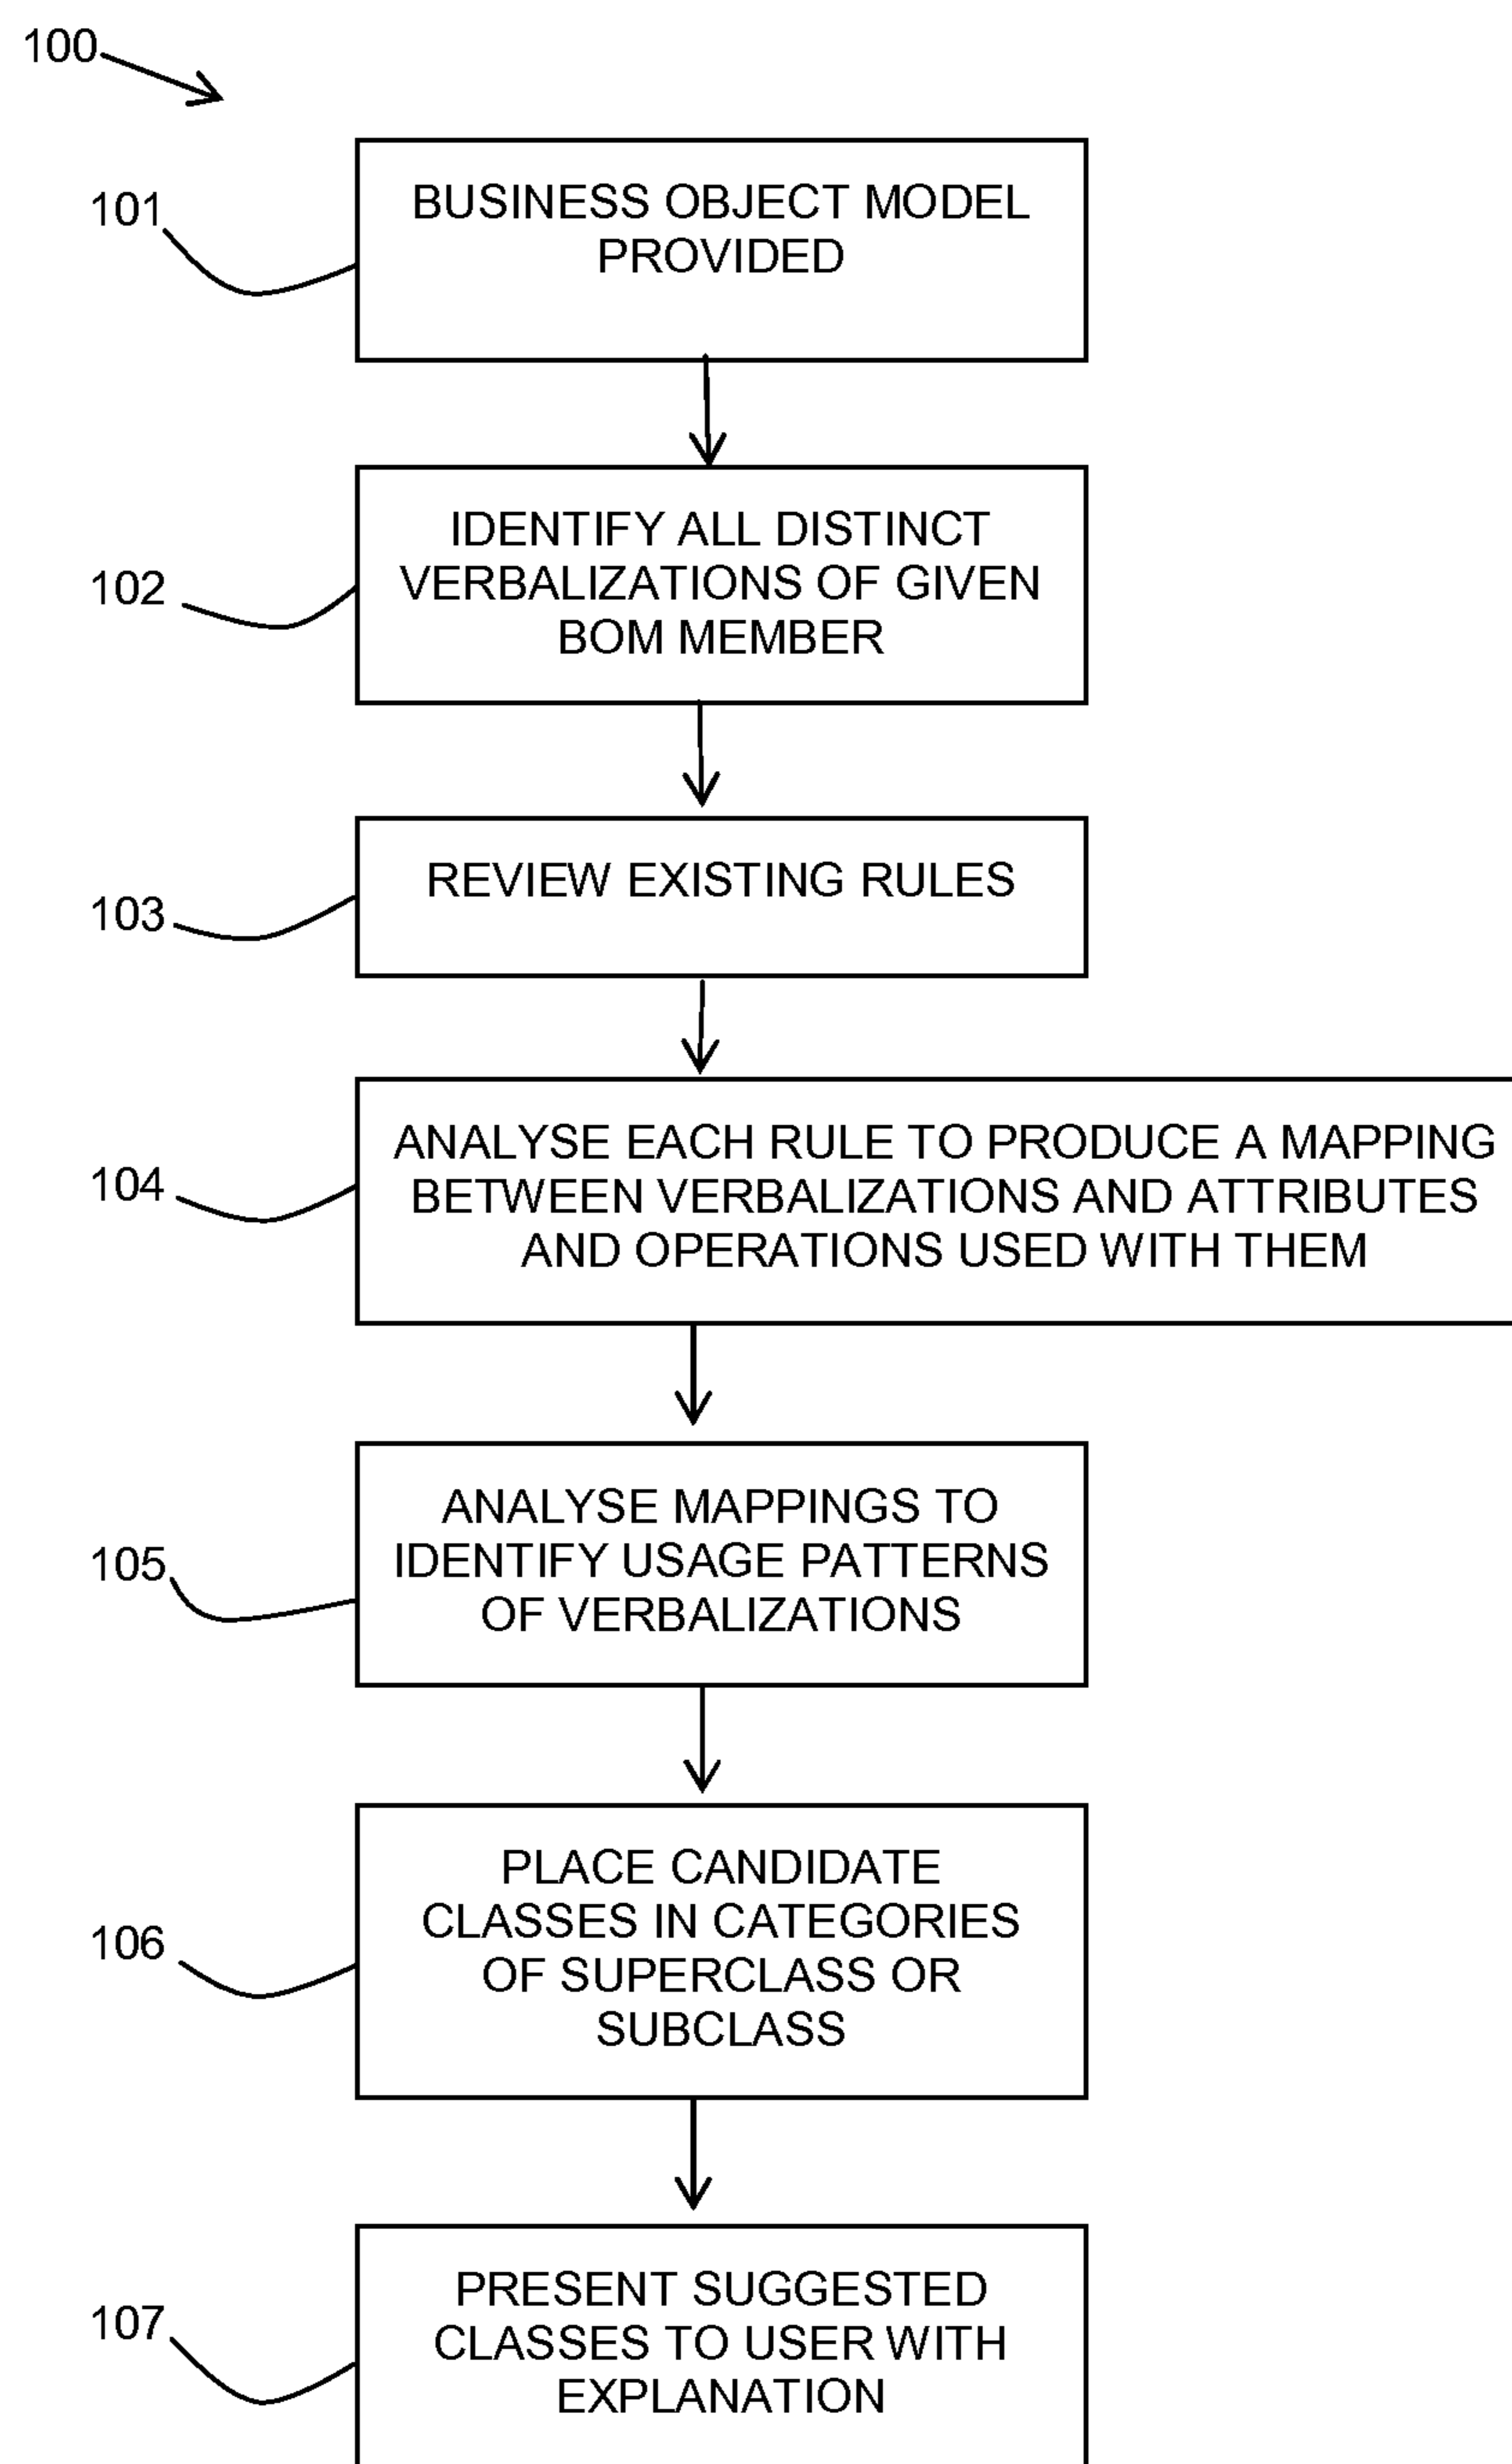 100
101
BUSINESS OBJECT MODEL
PROVIDED
102
IDENTIFY ALL DISTINCT
VERBALIZATIONS OF GIVEN
BOM MEMBER
103
REVIEW EXISTING RULES
104
ANALYSE EACH RULE TO PRODUCE A MAPPING
BETWEEN VERBALIZATIONS AND ATTRIBUTES
AND OPERATIONS USED WITH THEM
105
ANALYSE MAPPINGS TO
IDENTIFY USAGE PATTERNS
OF VERBALIZATIONS
106
PLACE CANDIDATE
CLASSES IN CATEGORIES
OF SUPERCLASS OR
SUBCLASS
107
PRESENT SUGGESTED
CLASSES TO USER WITH
EXPLANATION